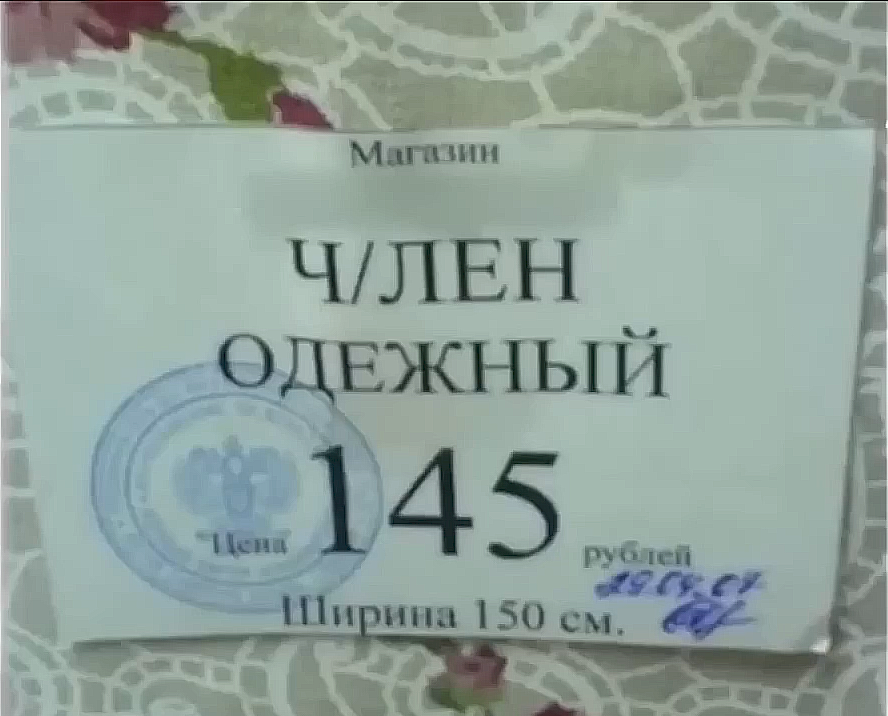 Магазин
Ч/ЛЕН
ОДЕЖНЫЙ
Цена 145 рублей
Ширина 150 см.